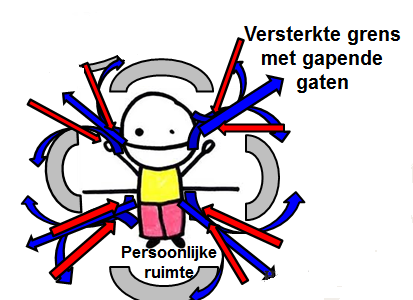 Versterkte grens
met gapende
gaten
Persoonlijke
ruimte